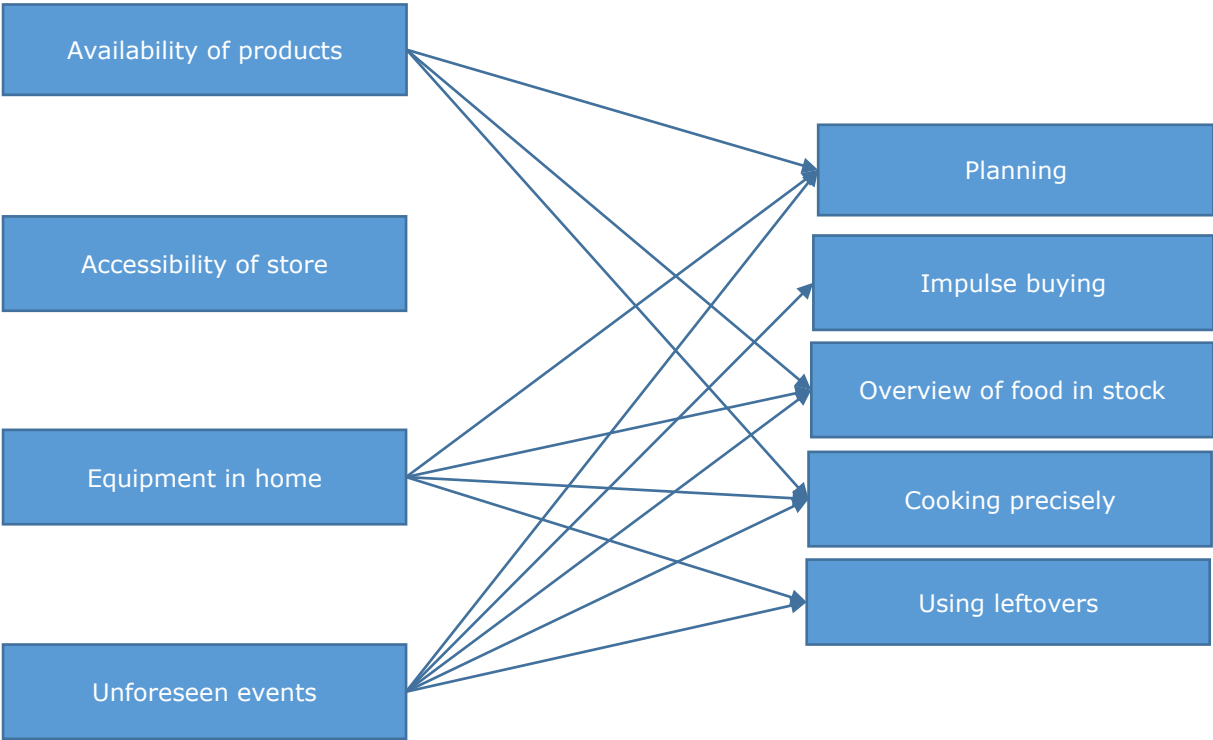 Availability of products
Accessibility of store
Equipment in home
Unforeseen events
Planning
Impulse buying
Overview of food in stock
Cooking precisely
Using leftovers